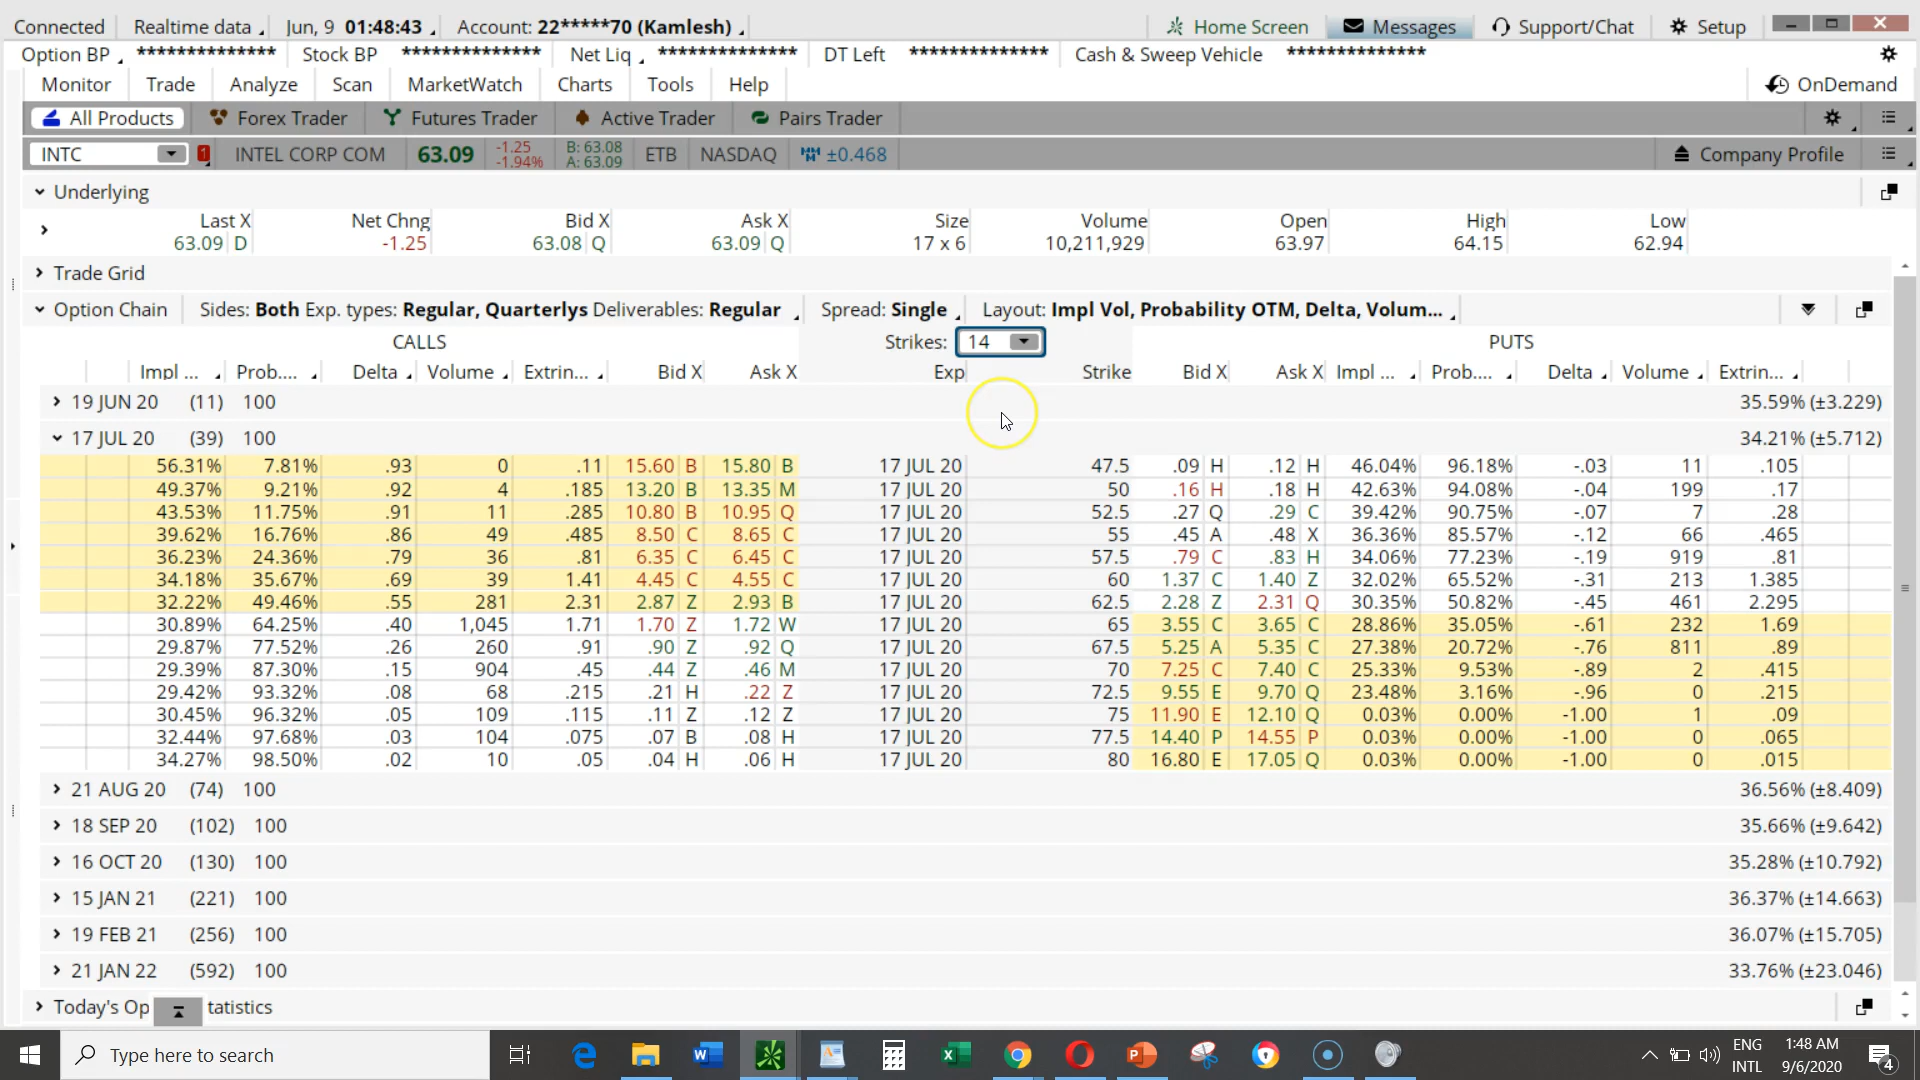 Connected Realtime data Jun, 9 01:48:43 Account: 22*****70 (Kamlesh) Home Screen Messages Support/Chat Setup
Option BP ************** Stock BP ************** Net Liq ************** DT Left ************** Cash & Sweep Vehicle **************
Monitor Trade Analyze Scan MarketWatch Charts Tools Help OnDemand
All Products Forex Trader Futures Trader Active Trader Pairs Trader
INTC 1 INTEL CORP COM 63.09 -1.25 -1.94% B: 63.08 A: 63.09 ETB NASDAQ ±0.468 Company Profile
Underlying
Last X Net Chng Bid X Ask X Size Volume Open High Low
63.09 D -1.25 63.08 Q 63.09 Q 17 x 6 10,211,929 63.97 64.15 62.94
Trade Grid
Option Chain Sides: Both Exp. types: Regular, Quarterlys Deliverables: Regular Spread: Single Layout: Impl Vol, Probability OTM, Delta, Volum...
CALLS Strikes: 14 PUTS
Impl ... Prob.... Delta Volume Extrin... Bid X Ask X Exp Strike Bid X Ask X Impl ... Prob.... Delta Volume Extrin...
19 JUN 20 (11) 100 35.59% (±3.229)
17 JUL 20 (39) 100 34.21% (±5.712)
56.31% 7.81% .93 0 .11 15.60 B 15.80 B 17 JUL 20 47.5 .09 H .12 H 46.04% 96.18% -.03 11 .105
49.37% 9.21% .92 4 .185 13.20 B 13.35 M 17 JUL 20 50 .16 H .18 H 42.63% 94.08% -.04 199 .17
43.53% 11.75% .91 11 .285 10.80 B 10.95 Q 17 JUL 20 52.5 .27 Q .29 C 39.42% 90.75% -.07 7 .28
39.62% 16.76% .86 49 .485 8.50 C 8.65 C 17 JUL 20 55 .45 A .48 X 36.36% 85.57% -.12 66 .465
36.23% 24.36% .79 36 .81 6.35 C 6.45 C 17 JUL 20 57.5 .79 C .83 H 34.06% 77.23% -.19 919 .81
34.18% 35.67% .69 39 1.41 4.45 C 4.55 C 17 JUL 20 60 1.37 C 1.40 Z 32.02% 65.52% -.31 213 1.385
32.22% 49.46% .55 281 2.31 2.87 Z 2.93 B 17 JUL 20 62.5 2.28 Z 2.31 Q 30.35% 50.82% -.45 461 2.295
30.89% 64.25% .40 1,045 1.71 1.70 Z 1.72 W 17 JUL 20 65 3.55 C 3.65 C 28.86% 35.05% -.61 232 1.69
29.87% 77.52% .26 260 .91 .90 Z .92 Q 17 JUL 20 67.5 5.25 A 5.35 C 27.38% 20.72% -.76 811 .89
29.39% 87.30% .15 904 .45 .44 Z .46 M 17 JUL 20 70 7.25 C 7.40 C 25.33% 9.53% -.89 2 .415
29.42% 93.32% .08 68 .215 .21 H .22 Z 17 JUL 20 72.5 9.55 E 9.70 Q 23.48% 3.16% -.96 0 .215
30.45% 96.32% .05 109 .115 .11 Z .12 Z 17 JUL 20 75 11.90 E 12.10 Q 0.03% 0.00% -1.00 1 .09
32.44% 97.68% .03 104 .075 .07 B .08 H 17 JUL 20 77.5 14.40 P 14.55 P 0.03% 0.00% -1.00 0 .065
34.27% 98.50% .02 10 .05 .04 H .06 H 17 JUL 20 80 16.80 E 17.05 Q 0.03% 0.00% -1.00 0 .015
21 AUG 20 (74) 100 36.56% (±8.409)
18 SEP 20 (102) 100 35.66% (±9.642)
16 OCT 20 (130) 100 35.28% (±10.792)
15 JAN 21 (221) 100 36.37% (±14.663)
19 FEB 21 (256) 100 36.07% (±15.705)
21 JAN 22 (592) 100 33.76% (±23.046)
Today's Op tatistics
Type here to search ENG INTL 1:48 AM 9/6/2020 4